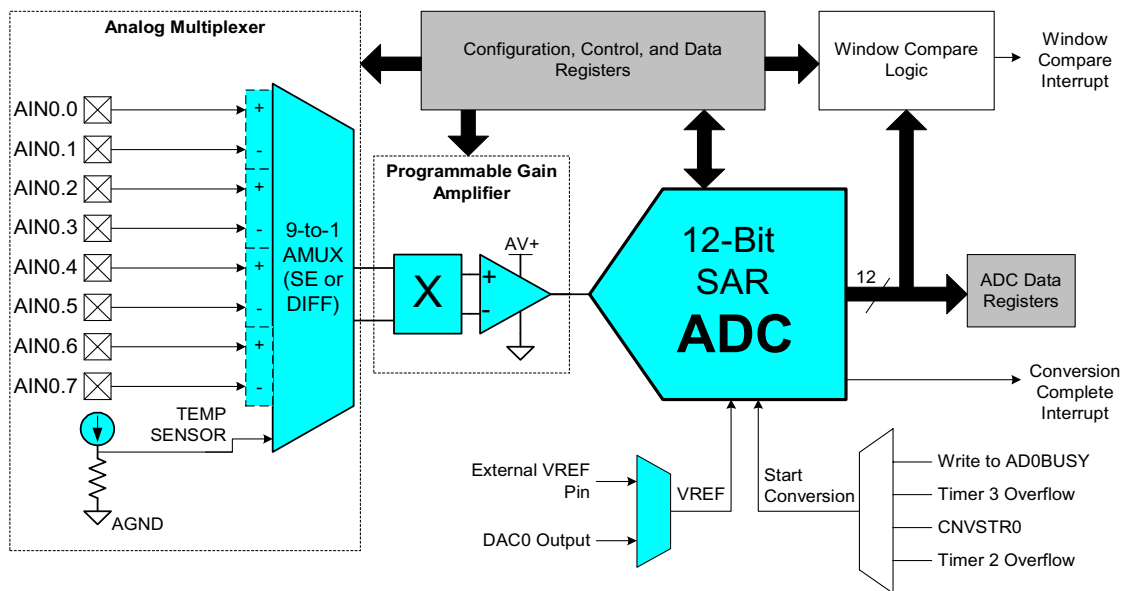 Analog Multiplexer
AIN0.0
AIN0.1
AIN0.2
AIN0.3
AIN0.4
AIN0.5
AIN0.6
AIN0.7
+
-
+
-
+
-
+
-
9-to-1
AMUX
(SE or
DIFF)
TEMP
SENSOR
AGND
Configuration, Control, and Data
Registers
Programmable Gain
Amplifier
X
+
-
AV+
12-Bit
SAR
ADC
12
Window Compare
Logic
Window
Compare
Interrupt
ADC Data
Registers
Conversion
Complete
Interrupt
External VREF
Pin
DAC0 Output
VREF
Start
Conversion
Write to AD0BUSY
Timer 3 Overflow
CNVSTR0
Timer 2 Overflow